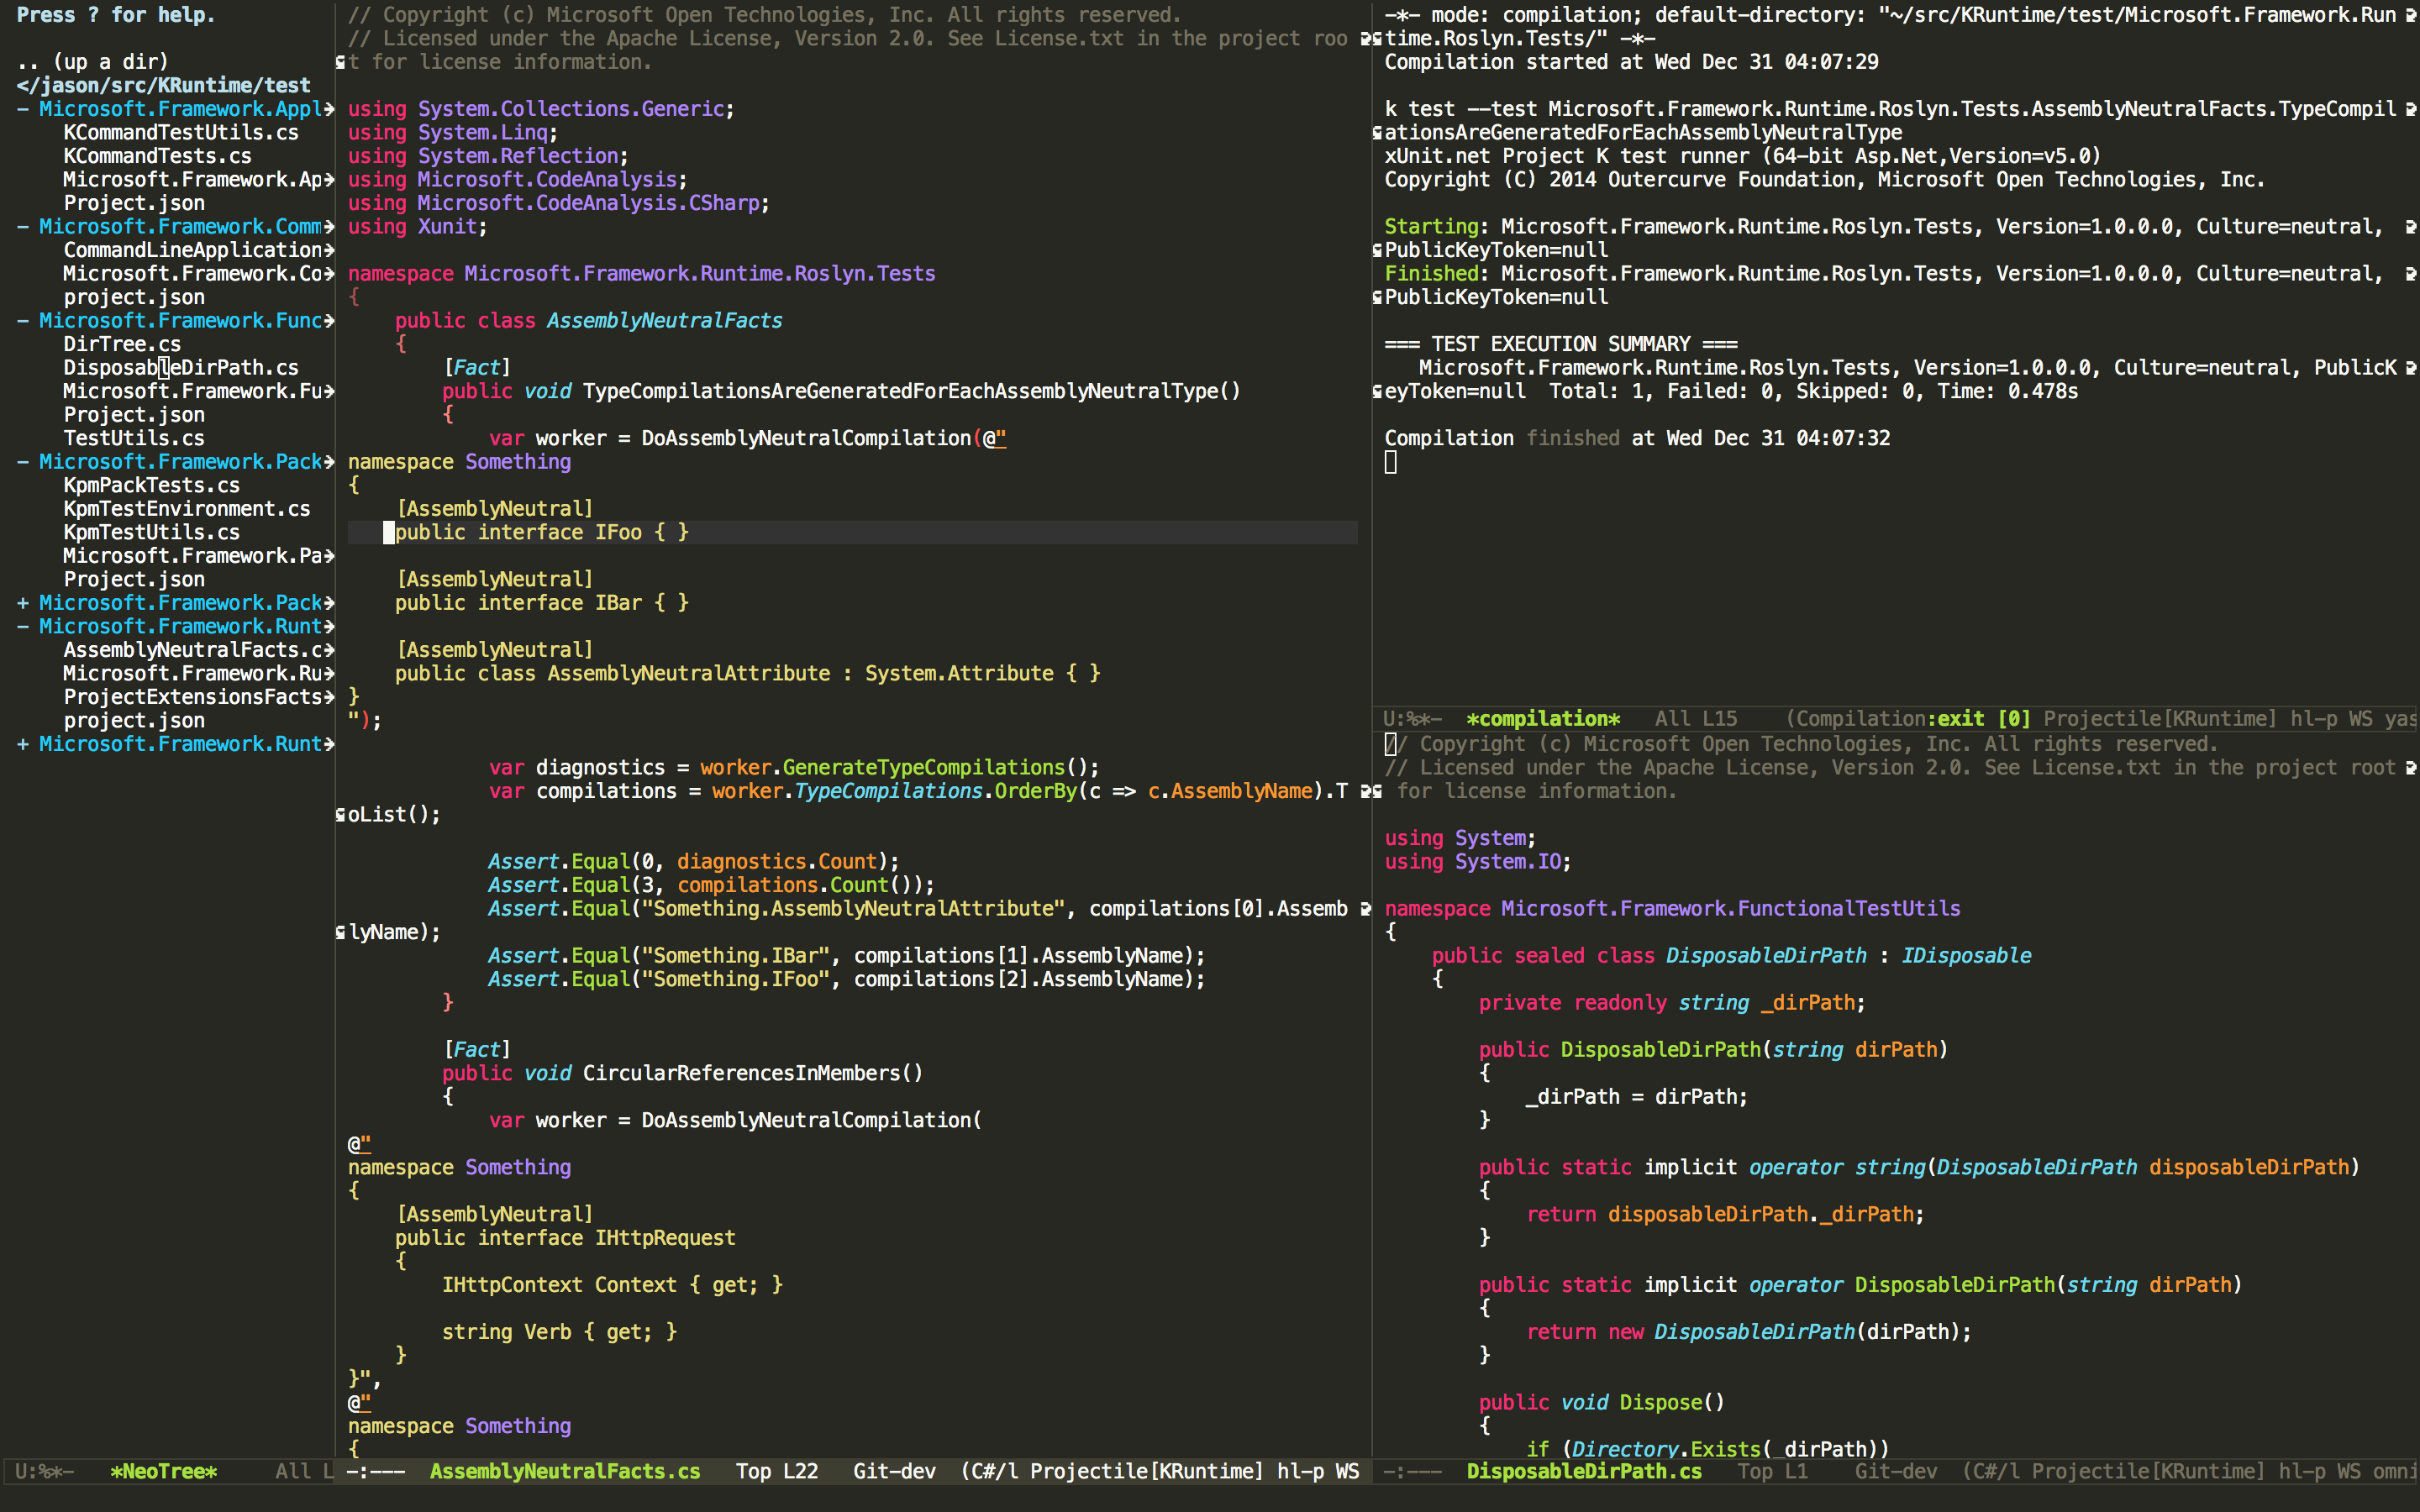 Press ? for help.

.. (up a dir)
</jason/src/KRuntime/test
- Microsoft.Framework.Appl
KCommandTestUtils.cs
KCommandTests.cs
Microsoft.Framework.Ap
Project.json
- Microsoft.Framework.Comm
CommandLineApplication
Microsoft.Framework.Co
project.json
- Microsoft.Framework.Func
DirTree.cs
DisposableDirPath.cs
Microsoft.Framework.Fu
Project.json
TestUtils.cs
- Microsoft.Framework.Pack
KpmPackTests.cs
KpmTestEnvironment.cs
KpmTestUtils.cs
Microsoft.Framework.Pa
Project.json
+ Microsoft.Framework.Pack
- Microsoft.Framework.Runt
AssemblyNeutralFacts.c
Microsoft.Framework.Ru
ProjectExtensionsFacts
project.json
+ Microsoft.Framework.Runt
U:%*- *NeoTree* All L

// Copyright (c) Microsoft Open Technologies, Inc. All rights reserved.
// Licensed under the Apache License, Version 2.0. See License.txt in the project roo
t for license information.

using System.Collections.Generic;
using System.Linq;
using System.Reflection;
using Microsoft.CodeAnalysis;
using Microsoft.CodeAnalysis.CSharp;
using Xunit;

namespace Microsoft.Framework.Runtime.Roslyn.Tests
{
    public class AssemblyNeutralFacts
    {
        [Fact]
        public void TypeCompilationsAreGeneratedForEachAssemblyNeutralType()
        {
            var worker = DoAssemblyNeutralCompilation(@"
namespace Something
{
    [AssemblyNeutral]
    public interface IFoo { }

    [AssemblyNeutral]
    public interface IBar { }

    [AssemblyNeutral]
    public class AssemblyNeutralAttribute : System.Attribute { }
}
");

            var diagnostics = worker.GenerateTypeCompilations();
            var compilations = worker.TypeCompilations.OrderBy(c => c.AssemblyName).T
oList();

            Assert.Equal(0, diagnostics.Count);
            Assert.Equal(3, compilations.Count());
            Assert.Equal("Something.AssemblyNeutralAttribute", compilations[0].Assemb
lyName);
            Assert.Equal("Something.IBar", compilations[1].AssemblyName);
            Assert.Equal("Something.IFoo", compilations[2].AssemblyName);
        }

        [Fact]
        public void CircularReferencesInMembers()
        {
            var worker = DoAssemblyNeutralCompilation(
@"
namespace Something
{
    [AssemblyNeutral]
    public interface IHttpRequest
    {
        IHttpContext Context { get; }

        string Verb { get; }
    }
}",
@"
namespace Something
{
-:--- AssemblyNeutralFacts.cs Top L22 Git-dev (C#/l Projectile[KRuntime] hl-p WS

-*- mode: compilation; default-directory: "~/src/KRuntime/test/Microsoft.Framework.Run
time.Roslyn.Tests/" -*-
Compilation started at Wed Dec 31 04:07:29

k test --test Microsoft.Framework.Runtime.Roslyn.Tests.AssemblyNeutralFacts.TypeCompil
ationsAreGeneratedForEachAssemblyNeutralType
xUnit.net Project K test runner (64-bit Asp.Net,Version=v5.0)
Copyright (C) 2014 Outercurve Foundation, Microsoft Open Technologies, Inc.

Starting: Microsoft.Framework.Runtime.Roslyn.Tests, Version=1.0.0.0, Culture=neutral,
PublicKeyToken=null
Finished: Microsoft.Framework.Runtime.Roslyn.Tests, Version=1.0.0.0, Culture=neutral,
PublicKeyToken=null

=== TEST EXECUTION SUMMARY ===
   Microsoft.Framework.Runtime.Roslyn.Tests, Version=1.0.0.0, Culture=neutral, PublicK
eyToken=null  Total: 1, Failed: 0, Skipped: 0, Time: 0.478s

Compilation finished at Wed Dec 31 04:07:32
U:%*- *compilation* All L15 (Compilation:exit [0] Projectile[KRuntime] hl-p WS yas

// Copyright (c) Microsoft Open Technologies, Inc. All rights reserved.
// Licensed under the Apache License, Version 2.0. See License.txt in the project root
 for license information.

using System;
using System.IO;

namespace Microsoft.Framework.FunctionalTestUtils
{
    public sealed class DisposableDirPath : IDisposable
    {
        private readonly string _dirPath;

        public DisposableDirPath(string dirPath)
        {
            _dirPath = dirPath;
        }

        public static implicit operator string(DisposableDirPath disposableDirPath)
        {
            return disposableDirPath._dirPath;
        }

        public static implicit operator DisposableDirPath(string dirPath)
        {
            return new DisposableDirPath(dirPath);
        }

        public void Dispose()
        {
            if (Directory.Exists(_dirPath))
-:--- DisposableDirPath.cs Top L1 Git-dev (C#/l Projectile[KRuntime] hl-p WS omni